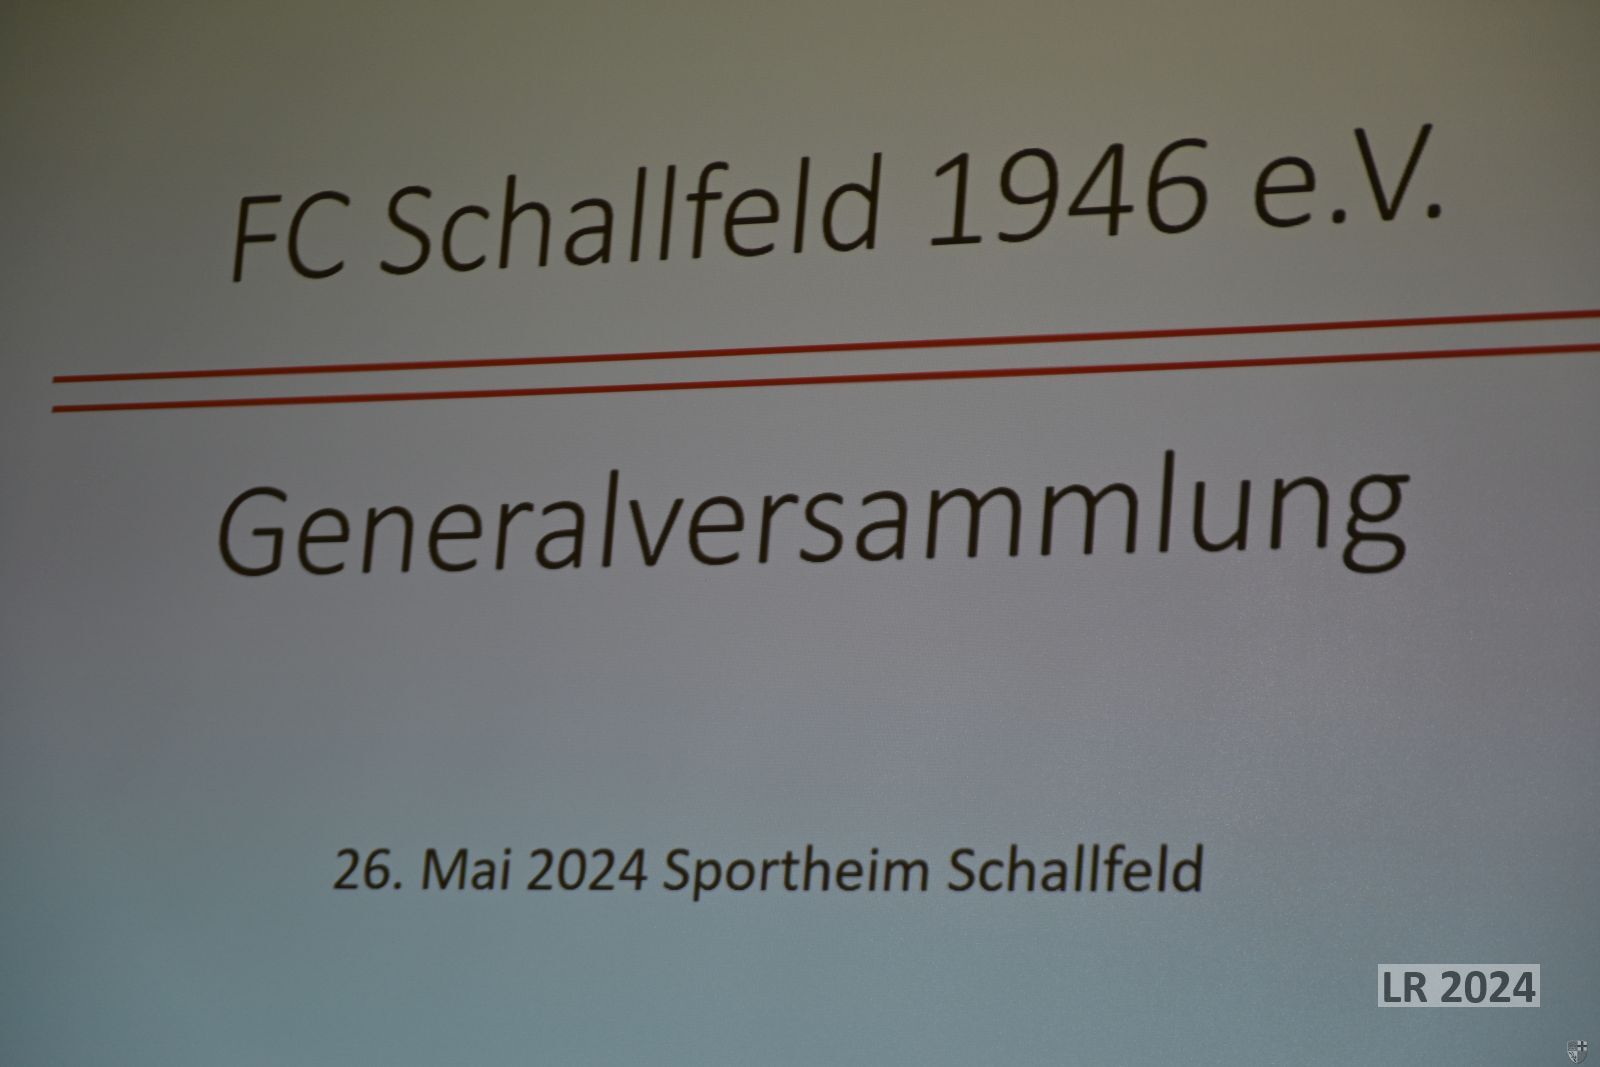 FC Schallfeld 1946 e.V.
Generalversammlung
26. Mai 2024 Sportheim Schallfeld
LR 2024